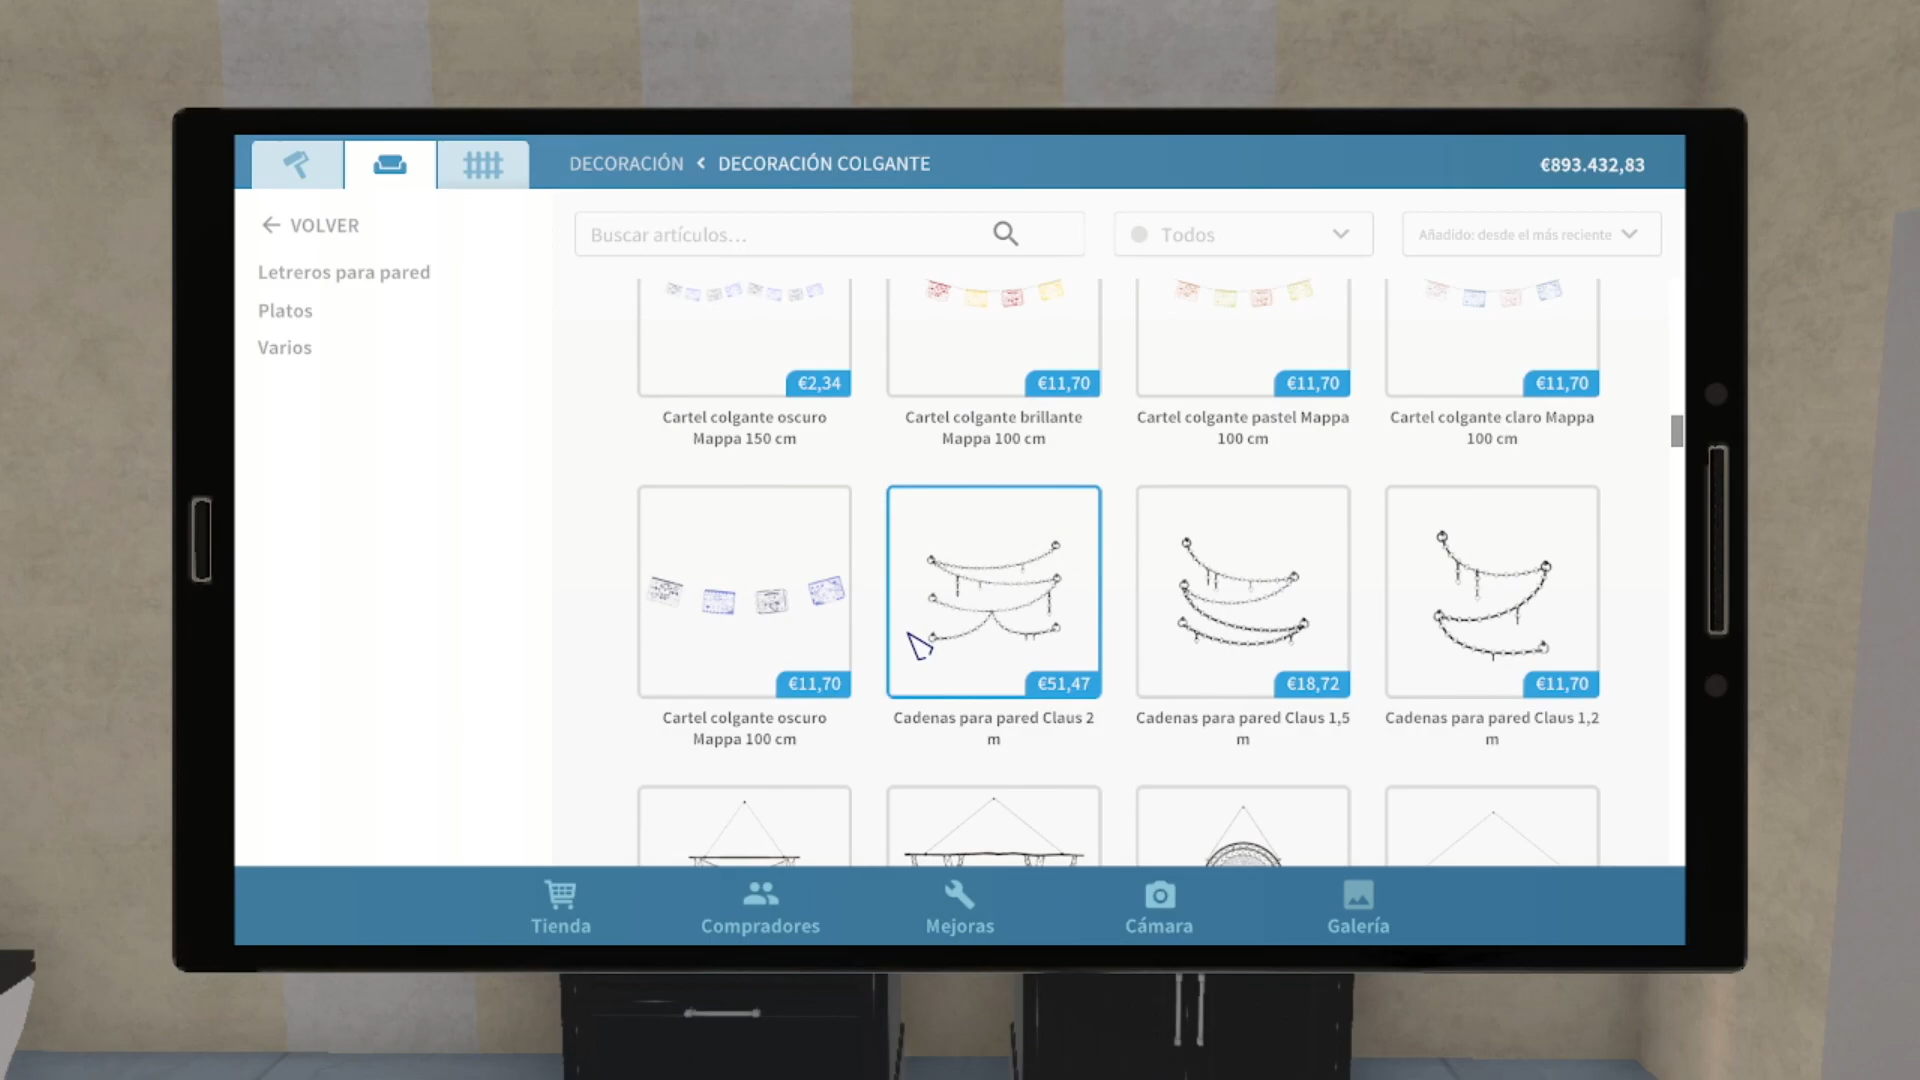 DECORACIÓN < DECORACIÓN COLGANTE
€893.432,83
VOLVER
Letreros para pared
Platos
Varios
Buscar artículos...
Todos
Añadido: desde el más reciente
€2,34
€11,70
€11,70
€11,70
Cartel colgante oscuro
Mappa 150 cm
Cartel colgante brillante
Mappa 100 cm
Cartel colgante pastel Mappa
100 cm
Cartel colgante claro Mappa
100 cm
€11,70
€51,47
€18,72
€11,70
Cartel colgante oscuro
Mappa 100 cm
Cadenas para pared Claus 2
m
Cadenas para pared Claus 1,5
m
Cadenas para pared Claus 1,2
m
Tienda
Compradores
Mejoras
Cámara
Galería